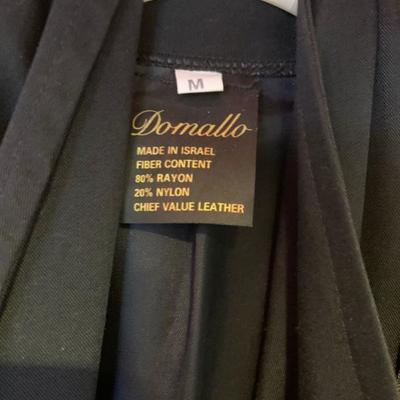 M
Domallo
MADE IN ISRAEL
FIBER CONTENT
80% RAYON
20% NYLON
CHIEF VALUE LEATHER